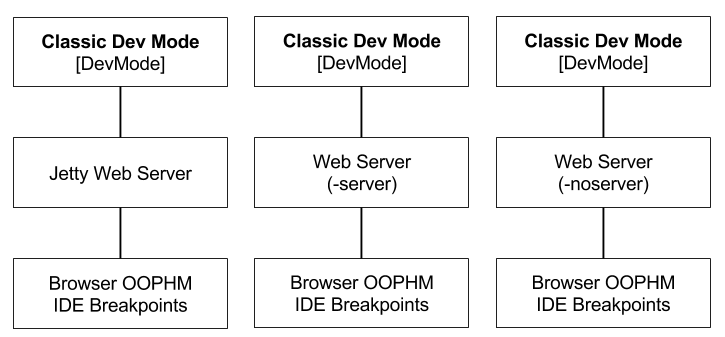 Classic Dev Mode
[DevMode]
Jetty Web Server
Browser OOPHM
IDE Breakpoints
Classic Dev Mode
[DevMode]
Web Server
(-server)
Browser OOPHM
IDE Breakpoints
Classic Dev Mode
[DevMode]
Web Server
(-noserver)
Browser OOPHM
IDE Breakpoints